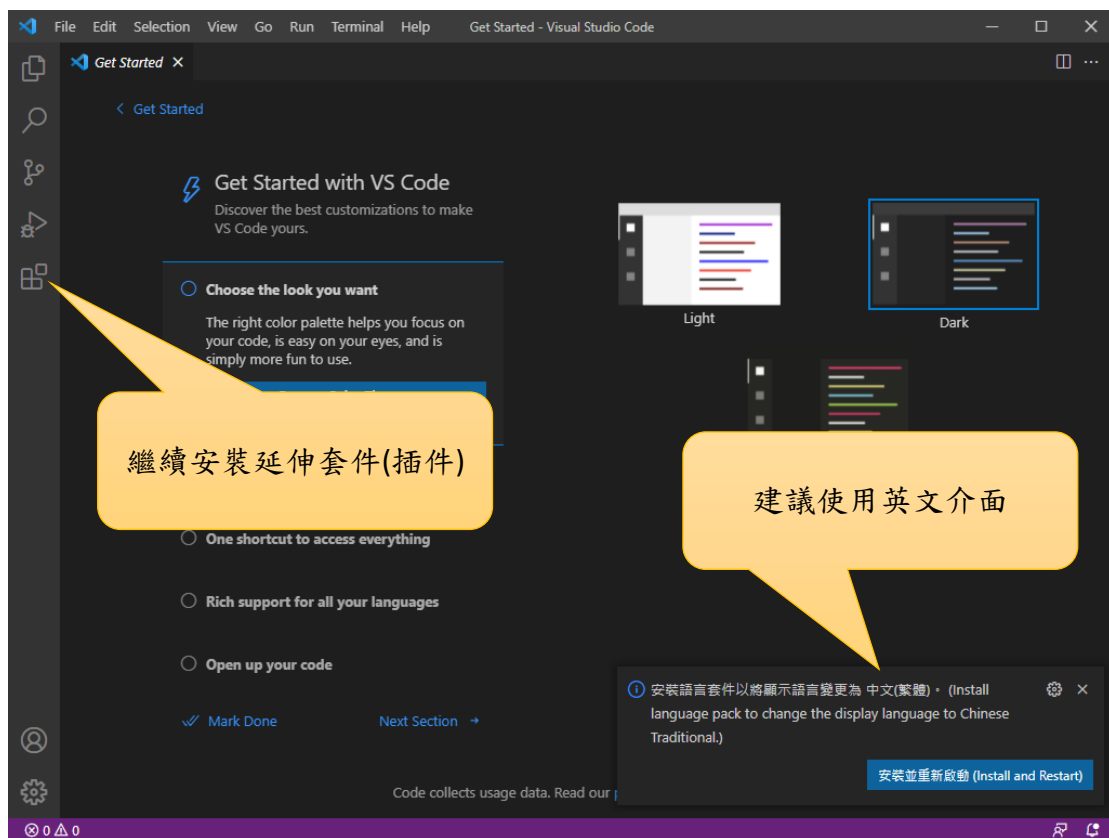 File Edit Selection View Go Run Terminal Help Get Started - Visual Studio Code
Get Started
Get Started
Get Started with VS Code
Discover the best customizations to make
VS Code yours.
Choose the look you want
The right color palette helps you focus on
your code, is easy on your eyes, and is
simply more fun to use.
Light
Dark
繼續安裝延伸套件(插件)
建議使用英文介面
One shortcut to access everything
Rich support for all your languages
Open up your code
Mark Done
Next Section
安裝語言套件以將顯示語言變更為 中文(繁體)。 (Install
language pack to change the display language to Chinese
Traditional.)
安裝並重新啟動 (Install and Restart)
Code collects usage data. Read our
0 0